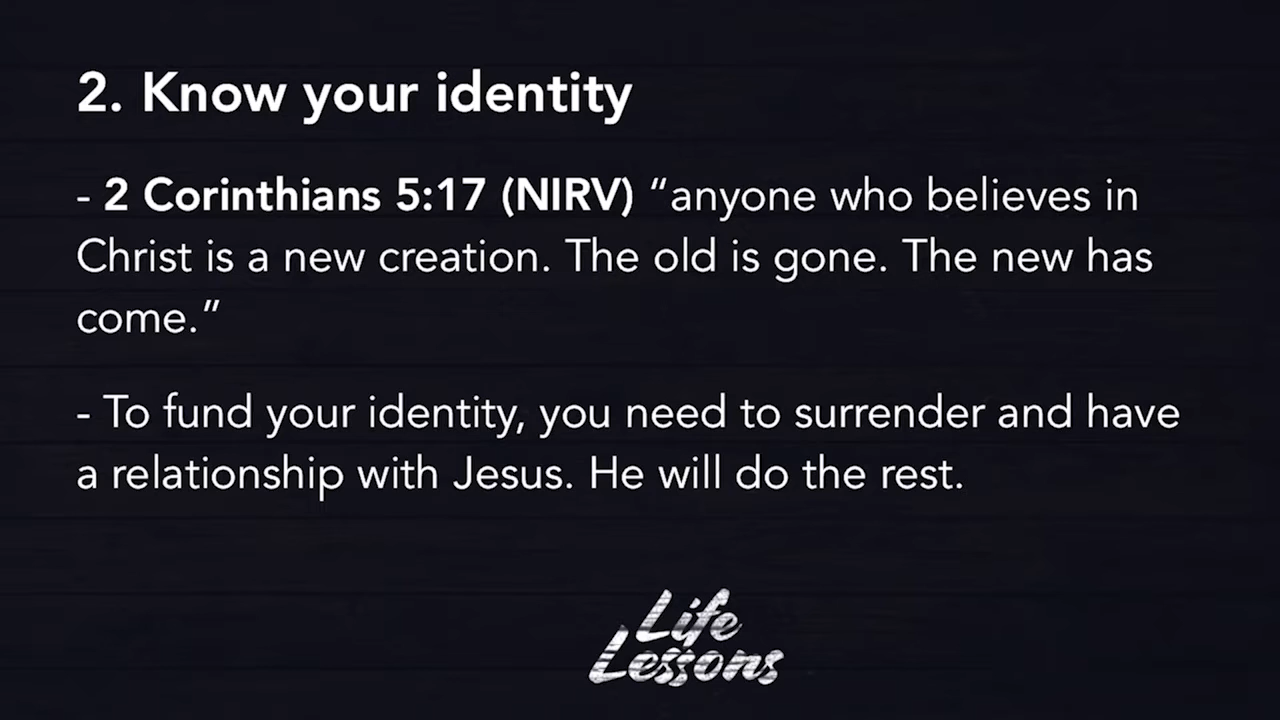 2. Know your identity
- 2 Corinthians 5:17 (NIRV) “anyone who believes in
Christ is a new creation. The old is gone. The new has
come.”
- To fund your identity, you need to surrender and have
a relationship with Jesus. He will do the rest.
Life
Lessons